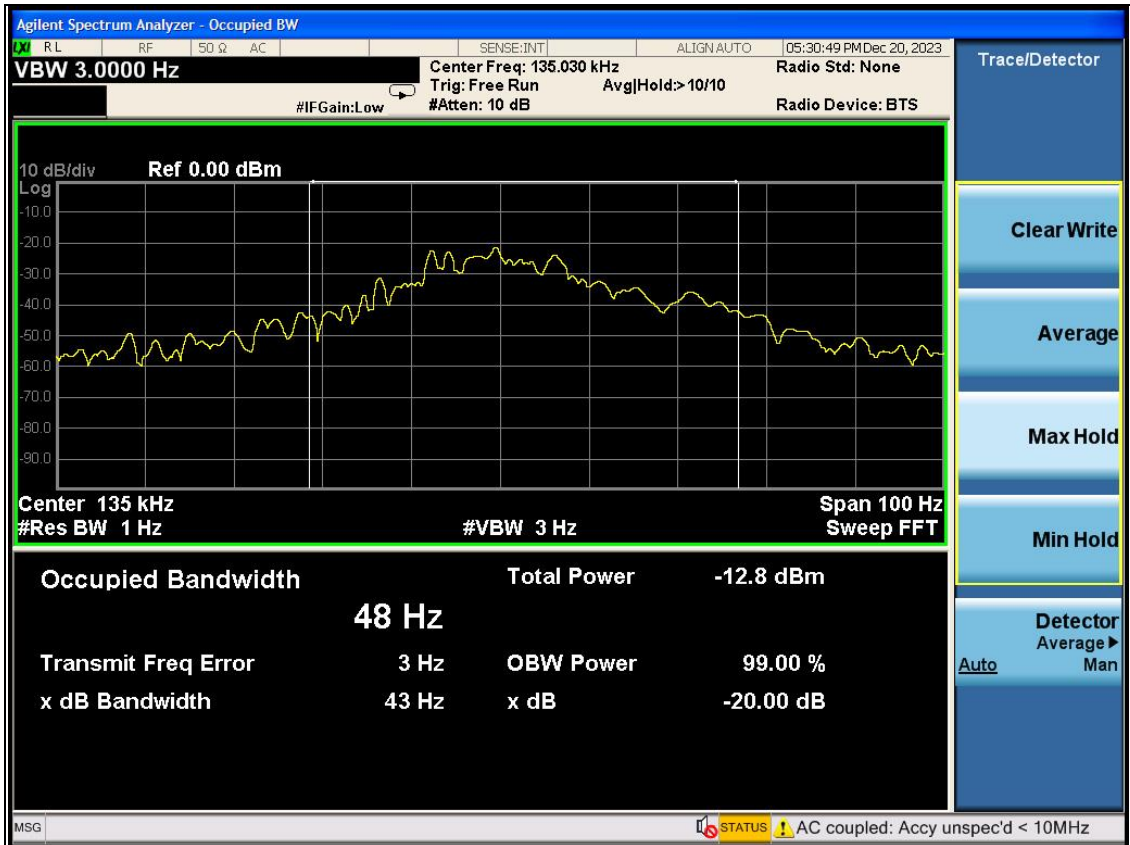 Agilent Spectrum Analyzer - Occupied BW
LXI RL RF 50 Ω AC SENSE:INT ALIGN AUTO 05:30:49 PM Dec 20, 2023
VBW 3.0000 Hz
Center Freq: 135.030 kHz
Radio Std: None
Trig: Free Run
Avg|Hold:>10/10
#IFGain:Low
#Atten: 10 dB
Radio Device: BTS
10 dB/div
Ref 0.00 dBm
Log
-10.0
-20.0
-30.0
-40.0
-50.0
-60.0
-70.0
-80.0
-90.0
Center 135 kHz
Span 100 Hz
#Res BW 1 Hz
#VBW 3 Hz
Sweep FFT
Occupied Bandwidth
48 Hz
Total Power -12.8 dBm
Transmit Freq Error 3 Hz
OBW Power 99.00 %
x dB Bandwidth 43 Hz
x dB -20.00 dB
Trace/Detector
Clear Write
Average
Max Hold
Min Hold
Detector
Average
Auto Man
MSG
STATUS
AC coupled: Accy unspec'd < 10MHz